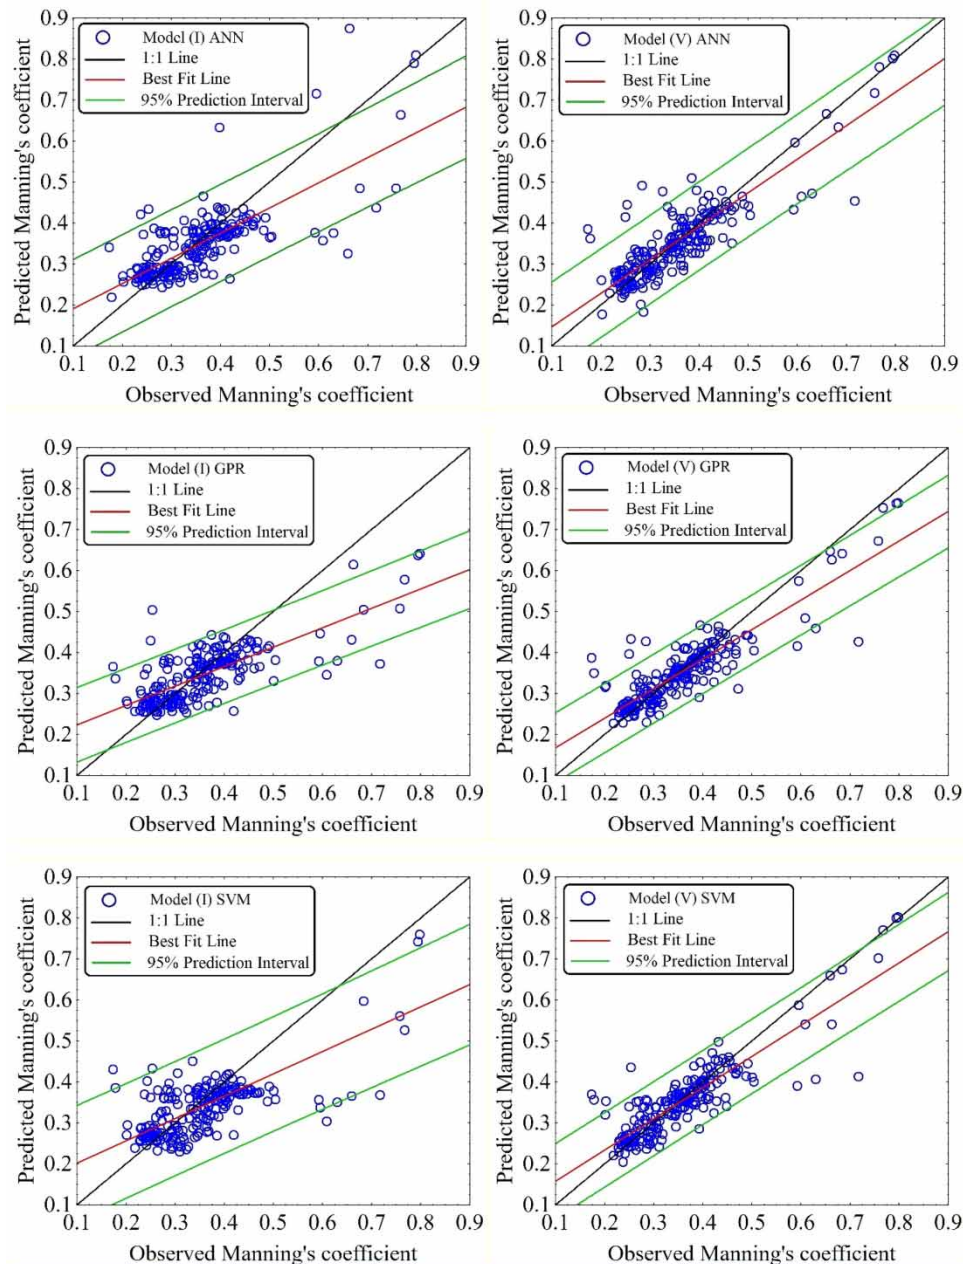 0.9
0.8
0.7
0.6
0.5
0.4
0.3
0.2
0.1
Predicted Manning's coefficient
Model (I) ANN
1:1 Line
Best Fit Line
95% Prediction Interval
0.1 0.2 0.3 0.4 0.5 0.6 0.7 0.8 0.9
Observed Manning's coefficient
0.9
0.8
0.7
0.6
0.5
0.4
0.3
0.2
0.1
Predicted Manning's coefficient
Model (V) ANN
1:1 Line
Best Fit Line
95% Prediction Interval
0.1 0.2 0.3 0.4 0.5 0.6 0.7 0.8 0.9
Observed Manning's coefficient
0.9
0.8
0.7
0.6
0.5
0.4
0.3
0.2
0.1
Predicted Manning's coefficient
Model (I) GPR
1:1 Line
Best Fit Line
95% Prediction Interval
0.1 0.2 0.3 0.4 0.5 0.6 0.7 0.8 0.9
Observed Manning's coefficient
0.9
0.8
0.7
0.6
0.5
0.4
0.3
0.2
0.1
Predicted Manning's coefficient
Model (V) GPR
1:1 Line
Best Fit Line
95% Prediction Interval
0.1 0.2 0.3 0.4 0.5 0.6 0.7 0.8 0.9
Observed Manning's coefficient
0.9
0.8
0.7
0.6
0.5
0.4
0.3
0.2
0.1
Predicted Manning's coefficient
Model (I) SVM
1:1 Line
Best Fit Line
95% Prediction Interval
0.1 0.2 0.3 0.4 0.5 0.6 0.7 0.8 0.9
Observed Manning's coefficient
0.9
0.8
0.7
0.6
0.5
0.4
0.3
0.2
0.1
Predicted Manning's coefficient
Model (V) SVM
1:1 Line
Best Fit Line
95% Prediction Interval
0.1 0.2 0.3 0.4 0.5 0.6 0.7 0.8 0.9
Observed Manning's coefficient